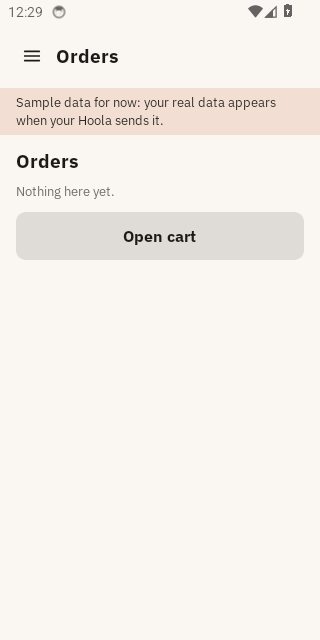 12:29
Orders
Sample data for now: your real data appears
when your Hoola sends it.
Orders
Nothing here yet.
Open cart